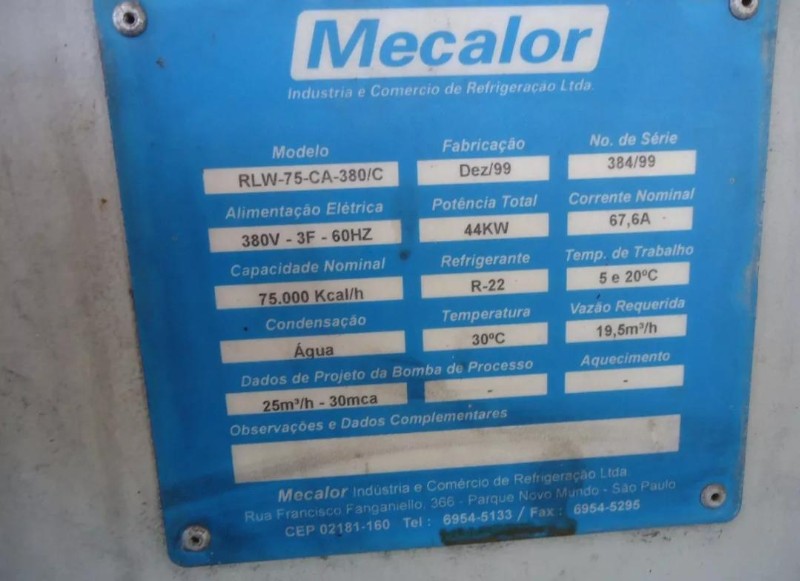 Mecalor
Industria e Comércio de Refrigeração Ltda.
Modelo Fabricação No. de Série
RLW-75-CA-380/C Dez/99 384/99
Alimentação Elétrica Potência Total Corrente Nominal
380V - 3F - 60HZ 44KW 67,6A
Capacidade Nominal Refrigerante Temp. de Trabalho
75.000 Kcal/h R-22 5 e 20ºC
Condensação Temperatura Vazão Requerida
Água 30ºC 19,5m³/h
Dados de Projeto da Bomba de Processo Aquecimento
25m³/h - 30mca - -
Observações e Dados Complementares
Mecalor Indústria e Comércio de Refrigeração Ltda.
Rua Francisco Fanganiello, 366 - Parque Novo Mundo - São Paulo
CEP 02181-160 Tel : 6954-5133 / Fax : 6954-5295